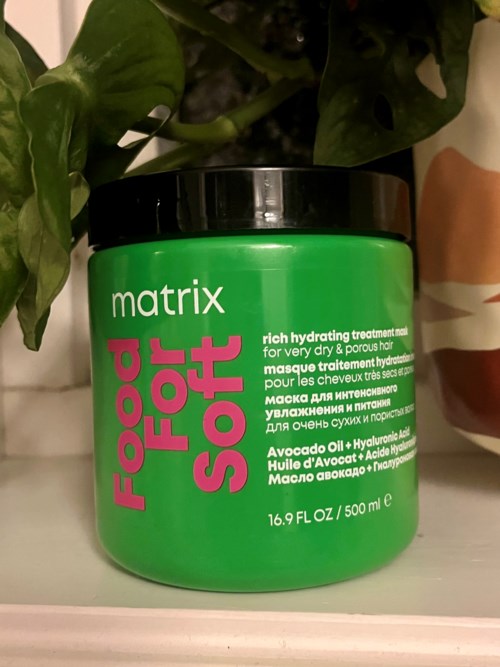 matrix
Food
For
Soft
rich hydrating treatment mask
for very dry & porous hair
masque traitement hydratation
pour les cheveux très secs et
маска для интенсивного
увлажнения и питания
для очень сухих и пористых
Avocado Oil + Hyaluronic Acid
Huile d'Avocat + Acide
Масло авокадо +
16.9 FL OZ / 500 ml ℮